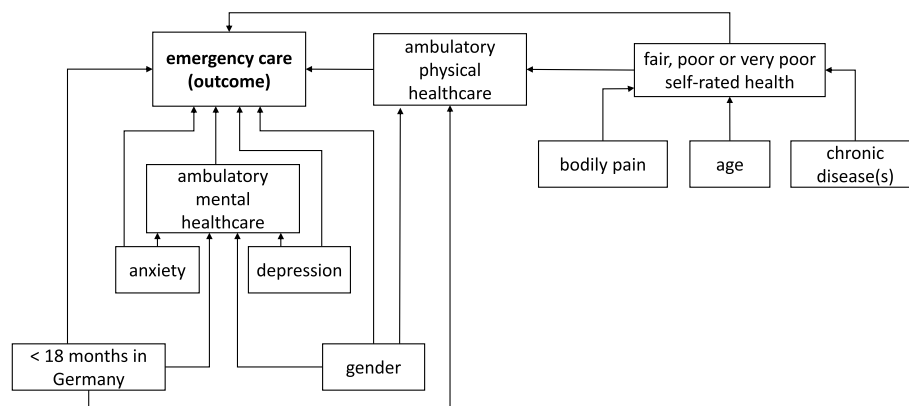 emergency care
(outcome)
ambulatory
physical
healthcare
fair, poor or very poor
self-rated health
bodily pain
age
chronic
disease(s)
ambulatory
mental
healthcare
anxiety
depression
< 18 months in
Germany
gender